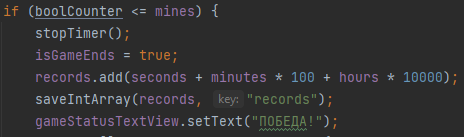 if (boolCounter <= mines) {
stopTimer();
isGameEnds = true;
records.add(seconds + minutes * 100 + hours * 10000);
saveIntArray(records, key: "records");
gameStatusTextView.setText("ПОБЕДА!");